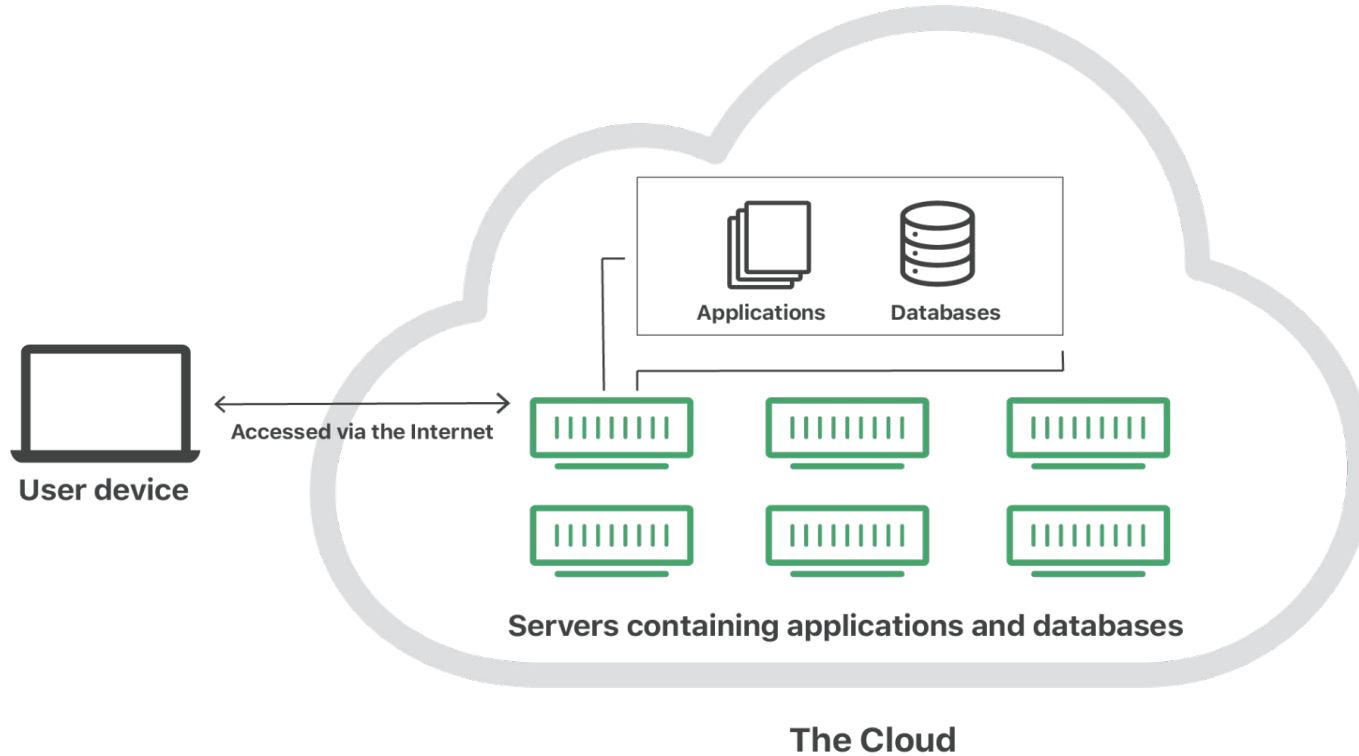 Applications
Databases
Accessed via the Internet
User device
Servers containing applications and databases
The Cloud